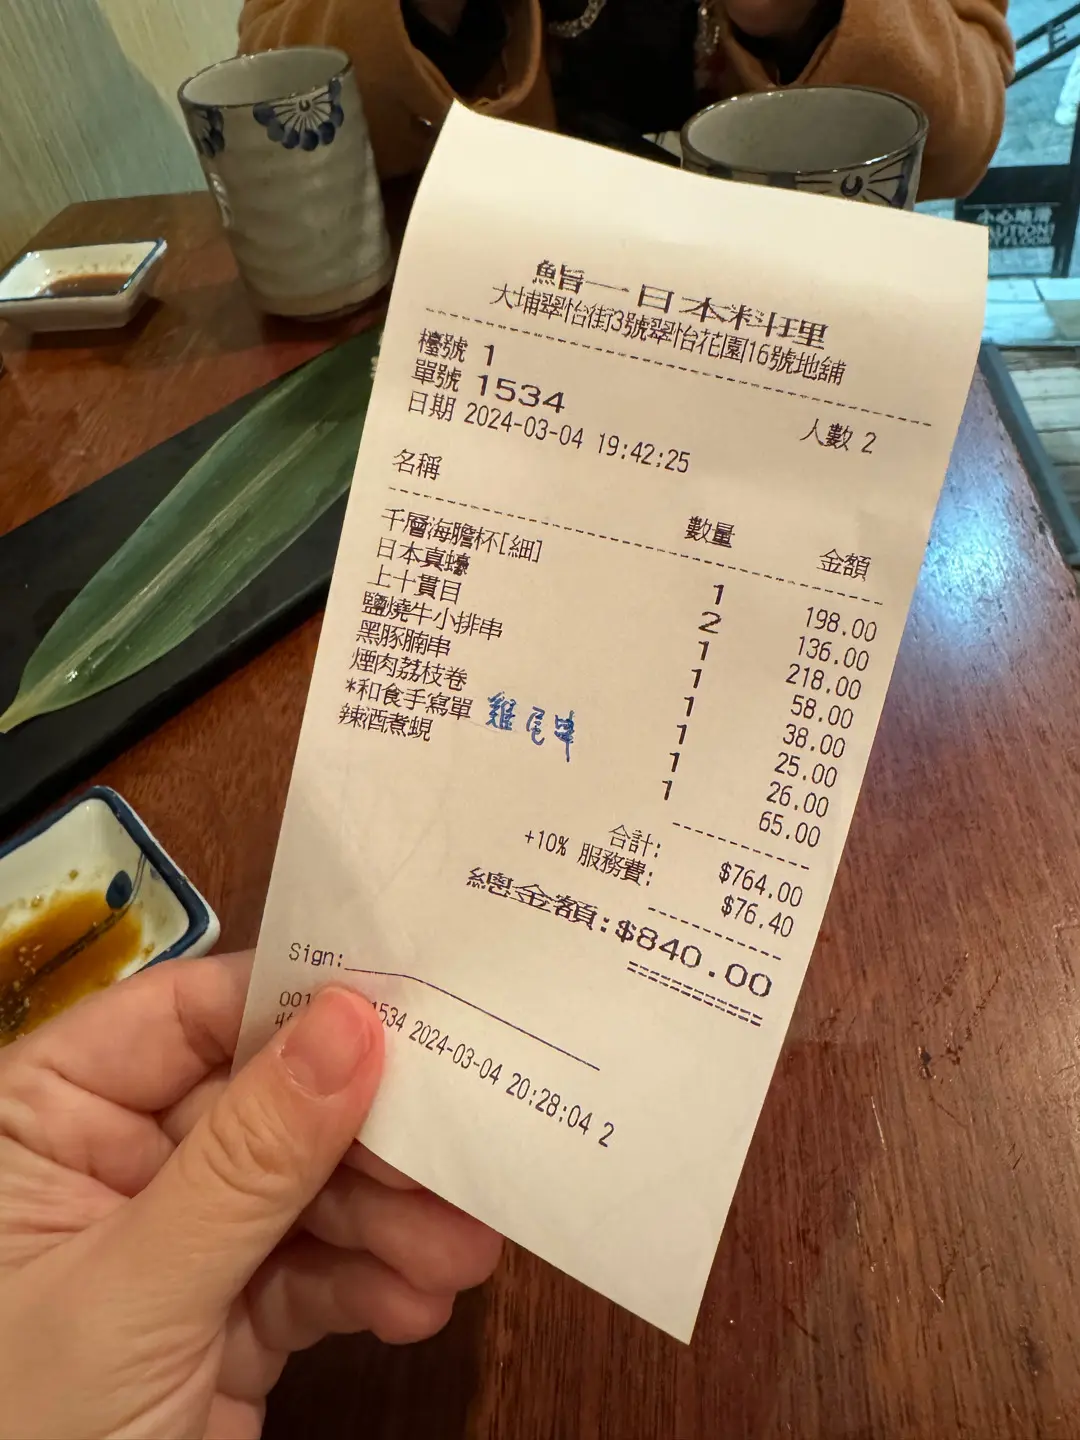 鮨一日本料理
大埔翠怡街3號翠怡花園16號地舖
檯號 1
單號 1534 人數 2
日期 2024-03-04 19:42:25
名稱 數量 金額
千層海膽杯[細] 1 198.00
日本真蠔 2 136.00
上十貫目 1 218.00
鹽燒牛小排串 1 58.00
黑豚腩串 1 38.00
煙肉荔枝卷 1 25.00
*和食手寫單 雞尾串 1 26.00
辣酒煮蜆 1 65.00
合計: $764.00
+10% 服務費: $76.40
總金額:$840.00
Sign:
001 1534 2024-03-04 20:28:04 2
小心地滑
CAUTION!